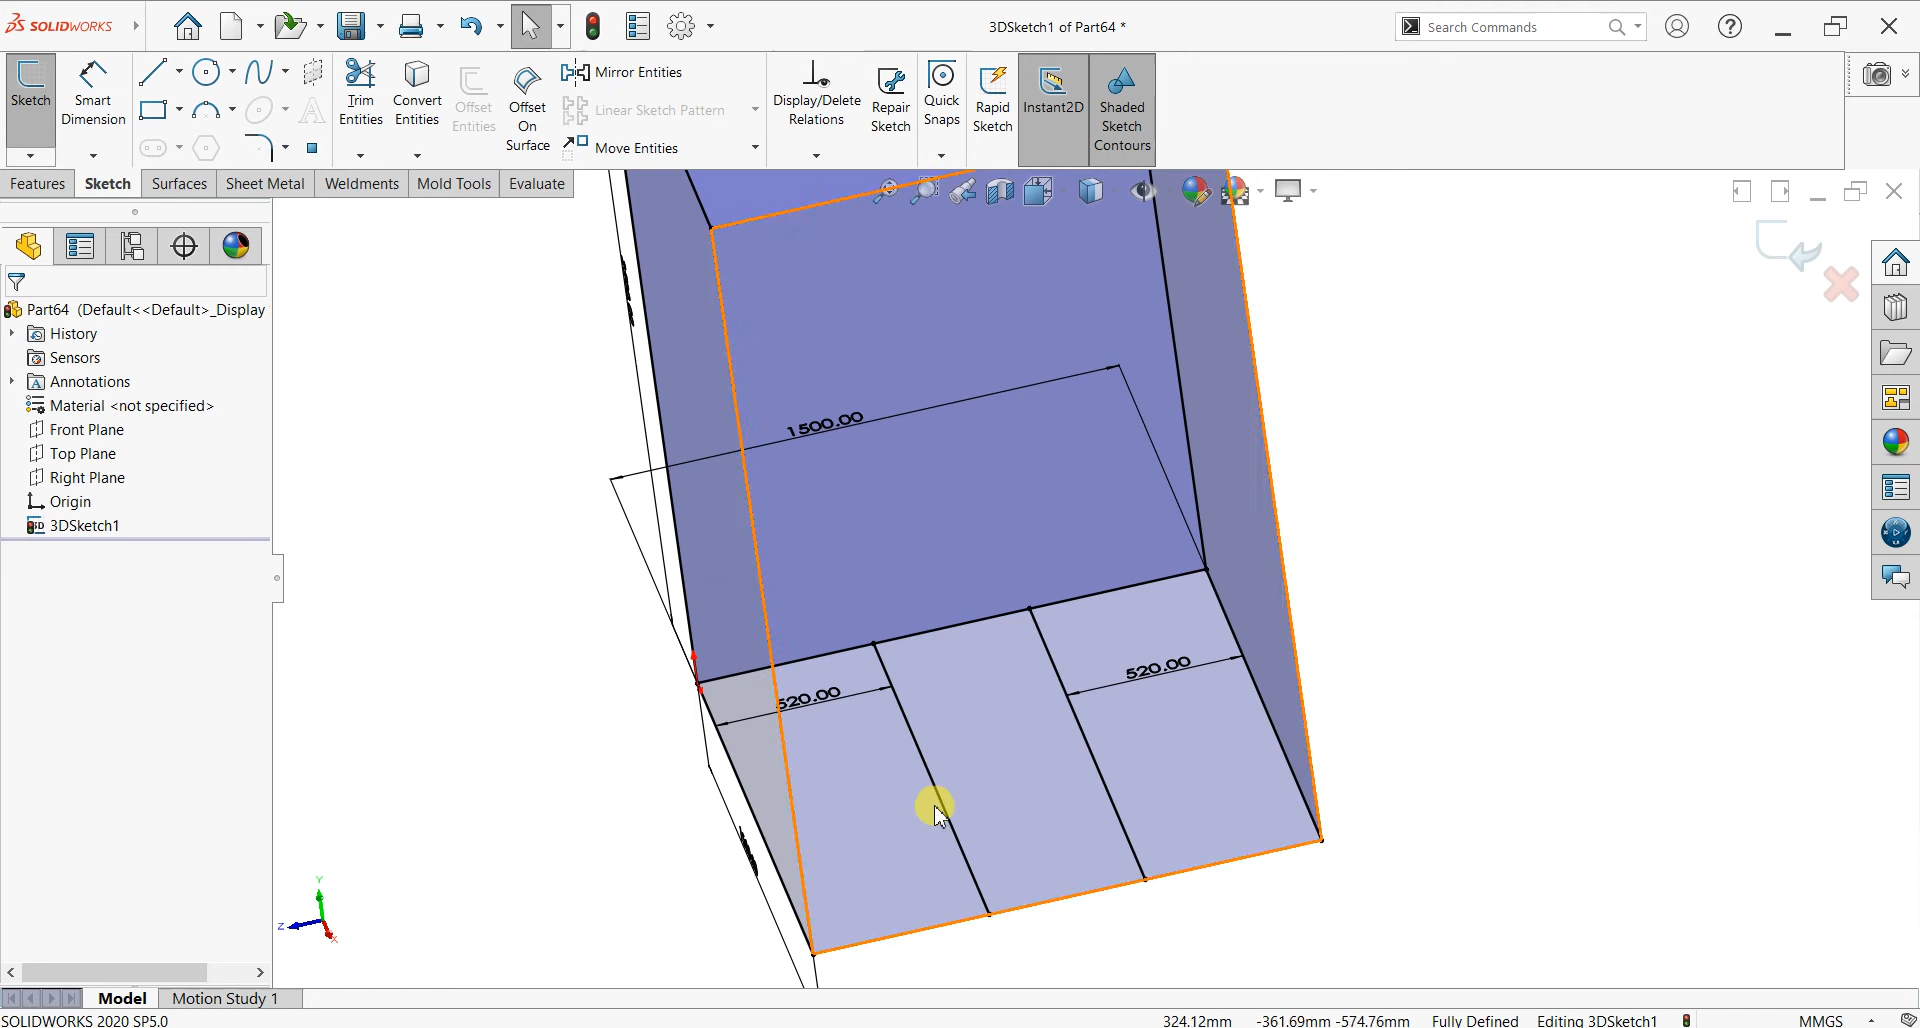 SOLIDWORKS
3DSketch1 of Part64 *
Search Commands
Sketch
Smart
Dimension
Trim
Entities
Convert
Entities
Offset
Entities
Offset
On
Surface
Mirror Entities
Linear Sketch Pattern
Move Entities
Display/Delete
Relations
Repair
Sketch
Quick
Snaps
Rapid
Sketch
Instant2D
Shaded
Sketch
Contours
Features
Sketch
Surfaces
Sheet Metal
Weldments
Mold Tools
Evaluate
Part64 (Default<<Default>_Display
History
Sensors
Annotations
Material <not specified>
Front Plane
Top Plane
Right Plane
Origin
3D 3DSketch1
1500.00
520.00
520.00
Y
Z
X
Model
Motion Study 1
SOLIDWORKS 2020 SP5.0
324.12mm
-361.69mm -574.76mm
Fully Defined
Editing 3DSketch1
MMGS